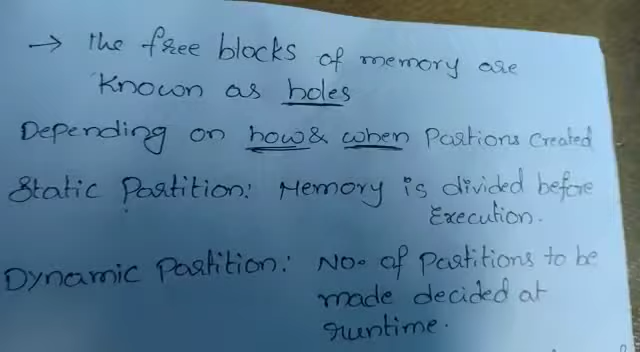 → The free blocks of memory are
Known as holes
Depending on how & when Partions Created
Static Partition: Memory is divided before
Execution.
Dynamic Partition: No. of Partitions to be
made decided at
runtime.